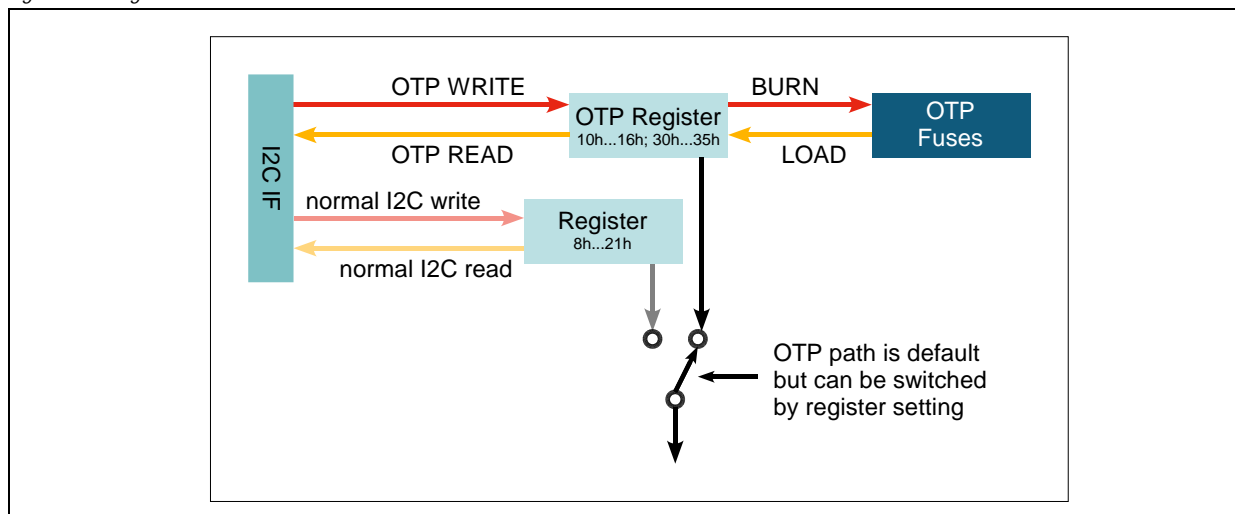 OTP WRITE
BURN
OTP Register
10h...16h; 30h...35h
OTP
Fuses
OTP READ
LOAD
I2C IF
normal I2C write
Register
8h...21h
normal I2C read
OTP path is default
but can be switched
by register setting